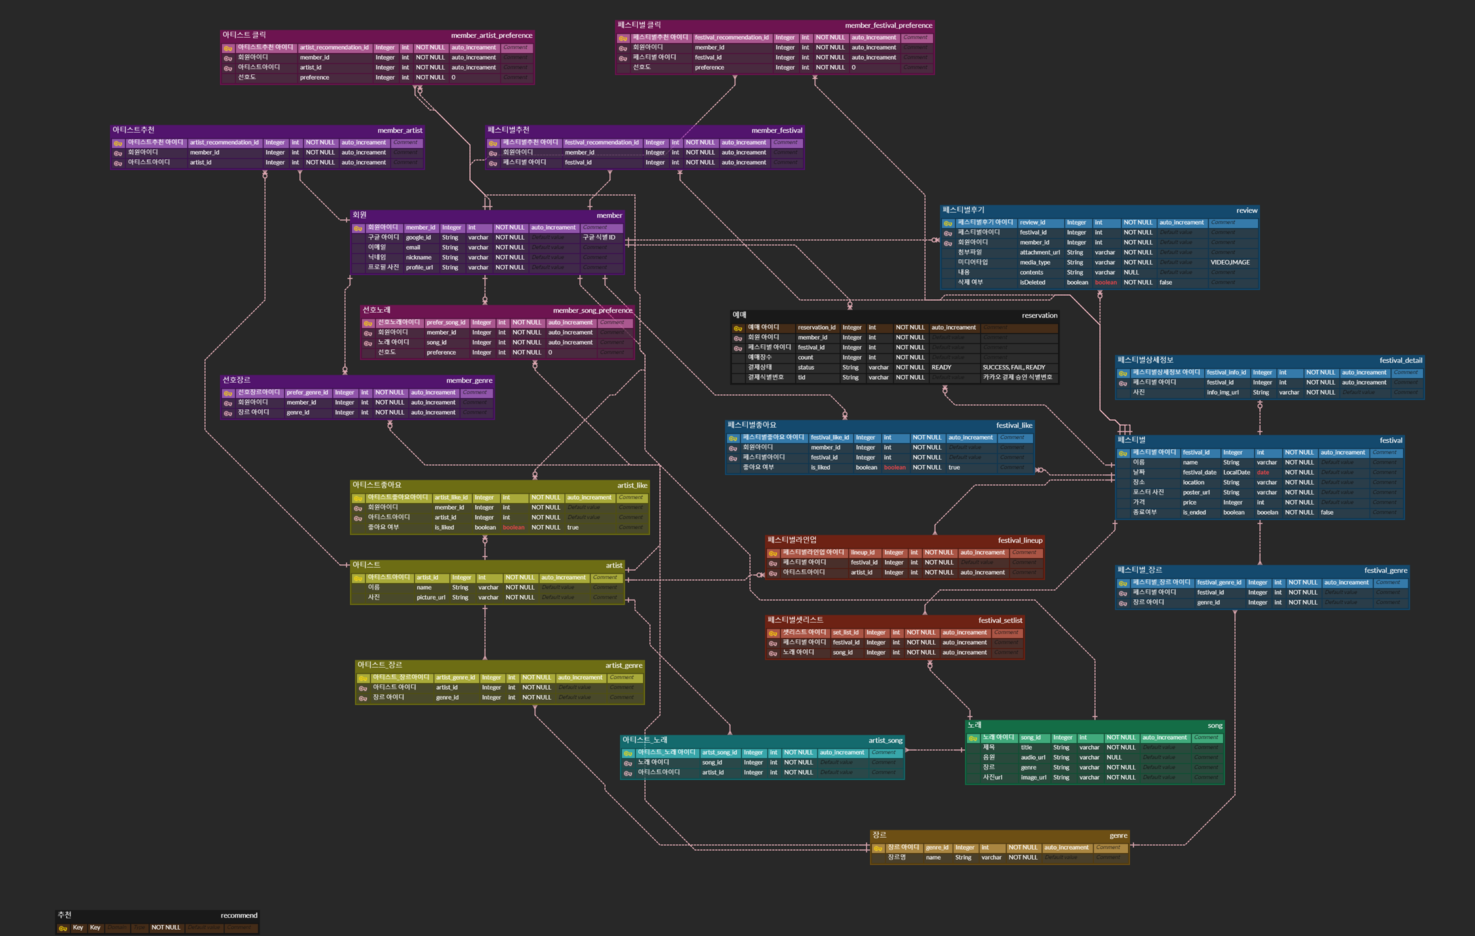 아티스트 클릭 member_artist_preference
아티스트추천 아이디 artist_recommendation_id Integer int NOT NULL auto_increament Comment
회원아이디 member_id Integer int NOT NULL auto_increament Comment
아티스트아이디 artist_id Integer int NOT NULL auto_increament Comment
선호도 preference Integer int NOT NULL 0 Comment
페스티벌 클릭 member_festival_preference
페스티벌추천 아이디 festival_recommendation_id Integer int NOT NULL auto_increament Comment
회원아이디 member_id Integer int NOT NULL auto_increament Comment
페스티벌 아이디 festival_id Integer int NOT NULL auto_increament Comment
선호도 preference Integer int NOT NULL 0 Comment
아티스트추천 member_artist
아티스트추천 아이디 artist_recommendation_id Integer int NOT NULL auto_increament Comment
회원아이디 member_id Integer int NOT NULL auto_increament Comment
아티스트아이디 artist_id Integer int NOT NULL auto_increament Comment
페스티벌추천 member_festival
페스티벌추천 아이디 festival_recommendation_id Integer int NOT NULL auto_increament Comment
회원아이디 member_id Integer int NOT NULL auto_increament Comment
페스티벌 아이디 festival_id Integer int NOT NULL auto_increament Comment
회원 member
회원아이디 member_id Integer int NOT NULL auto_increament Comment
구글 아이디 google_id String varchar NOT NULL Default value 구글 식별 ID
이메일 email String varchar NOT NULL Default value Comment
닉네임 nickname String varchar NOT NULL Default value Comment
프로필 사진 profile_url String varchar NOT NULL Default value Comment
페스티벌후기 review
페스티벌후기 아이디 review_id Integer int NOT NULL auto_increament Comment
페스티벌아이디 festival_id Integer int NOT NULL Default value Comment
회원아이디 member_id Integer int NOT NULL Default value Comment
첨부파일 attachment_url String varchar NOT NULL Default value Comment
미디어타입 media_type String varchar NOT NULL Default value VIDEO,IMAGE
내용 contents String varchar NULL Default value Comment
삭제 여부 isDeleted boolean boolean NOT NULL false Comment
선호노래 member_song_preference
선호노래아이디 prefer_song_id Integer int NOT NULL auto_increament Comment
회원아이디 member_id Integer int NOT NULL auto_increament Comment
노래 아이디 song_id Integer int NOT NULL auto_increament Comment
선호도 preference Integer int NOT NULL 0 Comment
예매 reservation
예매 아이디 reservation_id Integer int NOT NULL auto_increament Comment
회원 아이디 member_id Integer int NOT NULL Default value Comment
페스티벌 아이디 festival_id Integer int NOT NULL Default value Comment
예매장수 count Integer int NOT NULL Default value Comment
결제상태 status String varchar NOT NULL READY SUCCESS,FAIL,READY
결제식별번호 tid String varchar NOT NULL Default value 카카오 결제 승인 식별번호
페스티벌상세정보 festival_detail
페스티벌상세정보 아이디 festival_info_id Integer int NOT NULL auto_increament Comment
페스티벌 아이디 festival_id Integer int NOT NULL auto_increament Comment
사진 info_img_url String varchar NOT NULL Default value Comment
선호장르 member_genre
선호장르아이디 prefer_genre_id Integer int NOT NULL auto_increament Comment
회원아이디 member_id Integer int NOT NULL auto_increament Comment
장르 아이디 genre_id Integer int NOT NULL auto_increament Comment
페스티벌좋아요 festival_like
페스티벌좋아요 아이디 festival_like_id Integer int NOT NULL auto_increament Comment
회원아이디 member_id Integer int NOT NULL Default value Comment
페스티벌아이디 festival_id Integer int NOT NULL Default value Comment
좋아요 여부 is_liked boolean boolean NOT NULL true Comment
페스티벌 festival
페스티벌 아이디 festival_id Integer int NOT NULL auto_increament Comment
이름 name String varchar NOT NULL Default value Comment
날짜 festival_date LocalDate date NOT NULL Default value Comment
장소 location String varchar NOT NULL Default value Comment
포스터 사진 poster_url String varchar NOT NULL Default value Comment
가격 price Integer int NOT NULL Default value Comment
종료여부 is_ended boolean boolean NOT NULL false Comment
아티스트좋아요 artist_like
아티스트좋아요아이디 artist_like_id Integer int NOT NULL auto_increament Comment
회원아이디 member_id Integer int NOT NULL Default value Comment
아티스트아이디 artist_id Integer int NOT NULL Default value Comment
좋아요 여부 is_liked boolean boolean NOT NULL true Comment
페스티벌라인업 festival_lineup
페스티벌라인업 아이디 lineup_id Integer int NOT NULL auto_increament Comment
페스티벌 아이디 festival_id Integer int NOT NULL auto_increament Comment
아티스트아이디 artist_id Integer int NOT NULL auto_increament Comment
아티스트 artist
아티스트아이디 artist_id Integer int NOT NULL auto_increament Comment
이름 name String varchar NOT NULL Default value Comment
사진 picture_url String varchar NOT NULL Default value Comment
페스티벌_장르 festival_genre
페스티벌_장르 아이디 festival_genre_id Integer int NOT NULL auto_increament Comment
페스티벌 아이디 festival_id Integer int NOT NULL Default value Comment
장르 아이디 genre_id Integer int NOT NULL Default value Comment
페스티벌셋리스트 festival_setlist
셋리스트 아이디 set_list_id Integer int NOT NULL auto_increament Comment
페스티벌 아이디 festival_id Integer int NOT NULL auto_increament Comment
노래 아이디 song_id Integer int NOT NULL auto_increament Comment
아티스트_장르 artist_genre
아티스트_장르아이디 artist_genre_id Integer int NOT NULL auto_increament Comment
아티스트 아이디 artist_id Integer int NOT NULL Default value Comment
장르 아이디 genre_id Integer int NOT NULL Default value Comment
아티스트_노래 artist_song
아티스트_노래 아이디 artist_song_id Integer int NOT NULL auto_increament Comment
노래 아이디 song_id Integer int NOT NULL Default value Comment
아티스트아이디 artist_id Integer int NOT NULL Default value Comment
노래 song
노래 아이디 song_id Integer int NOT NULL auto_increament Comment
제목 title String varchar NOT NULL Default value Comment
음원 audio_url String varchar NULL Default value Comment
장르 genre String varchar NOT NULL Default value Comment
사진url image_url String varchar NOT NULL Default value Comment
장르 genre
장르 아이디 genre_id Integer int NOT NULL auto_increament Comment
장르명 name String varchar NOT NULL Default value Comment
추천 recommend
Key Key NOT NULL